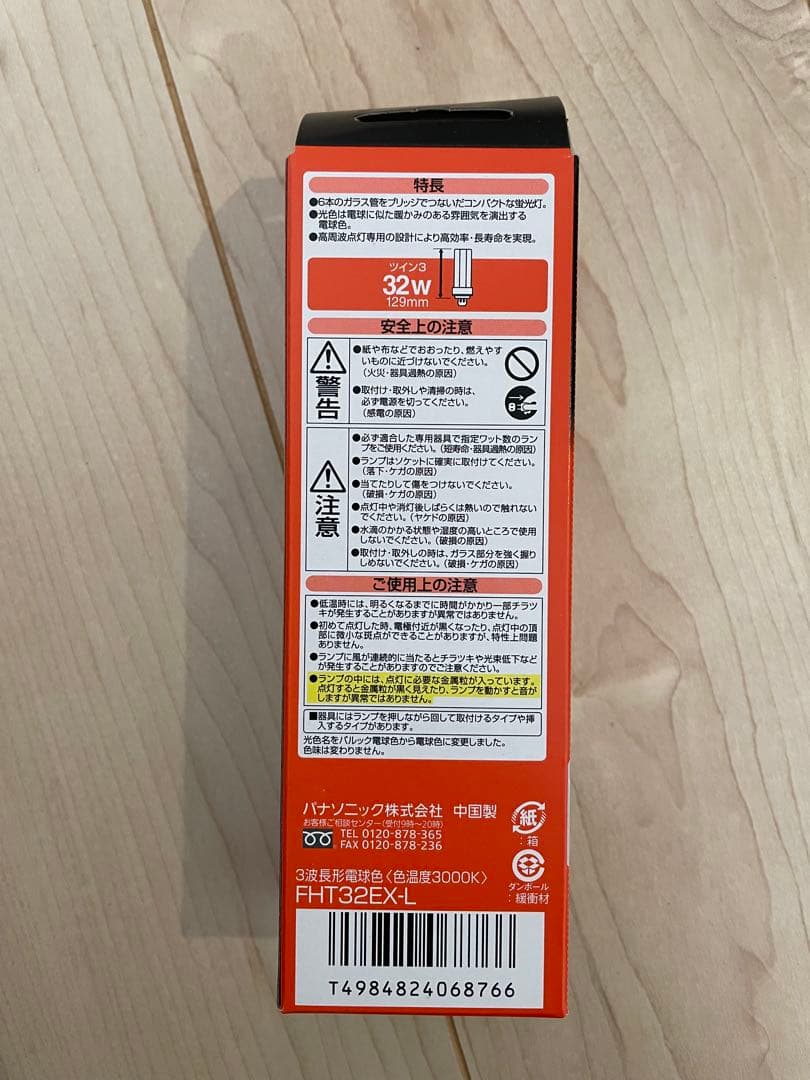 特長
●6本のガラス管をブリッジでつないだコンパクトな蛍光灯。
●光色は電球に似た暖かみのある雰囲気を演出する
電球色。
●高周波点灯専用の設計により高効率・長寿命を実現。
ツイン3
32W
129mm
安全上の注意
警告
●紙や布などでおおったり、燃えやす
いものに近づけないでください。
(火災・器具過熱の原因)
●取付け・取外しや清掃の時は、
必ず電源を切ってください。
(感電の原因)
注意
●必ず適合した専用器具で指定ワット数のラン
プをご使用ください。(短寿命・器具過熱の原因)
●ランプはソケットに確実に取付けてください。
(落下・ケガの原因)
●当てたりして傷をつけないでください。
(破損・ケガの原因)
●点灯中や消灯後しばらくは熱いので触れない
でください。(ヤケドの原因)
●水滴のかかる状態や湿度の高いところで使用
しないでください。(破損の原因)
●取付け・取外しの時は、ガラス部分を強く握り
しめないでください。(破損・ケガの原因)
ご使用上の注意
●低温時には、明るくなるまでに時間がかかり一部チラツ
キが発生することがありますが異常ではありません。
●初めて点灯した時、電極付近が黒くなったり、点灯中の頂
部に微小な斑点ができることがありますが、特性上問題
ありません。
●ランプに風が連続的に当たるとチラツキや光束低下など
が発生することがありますのでご注意ください。
●ランプの中には、点灯に必要な金属粒が入っています。
点灯すると金属粒が黒く見えたり、ランプを動かすと音が
しますが異常ではありません。
■器具にはランプを押しながら回して取付けるタイプや挿
入するタイプがあります。
光色名をパルック電球色から電球色に変更しました。
色味は変わりません。
パナソニック株式会社 中国製
お客様ご相談センター(受付9時〜20時)
TEL 0120-878-365
FAX 0120-878-236
紙
:箱
ダンボール
:緩衝材
3波長形電球色〈色温度3000K〉
FHT32EX-L
T4984824068766